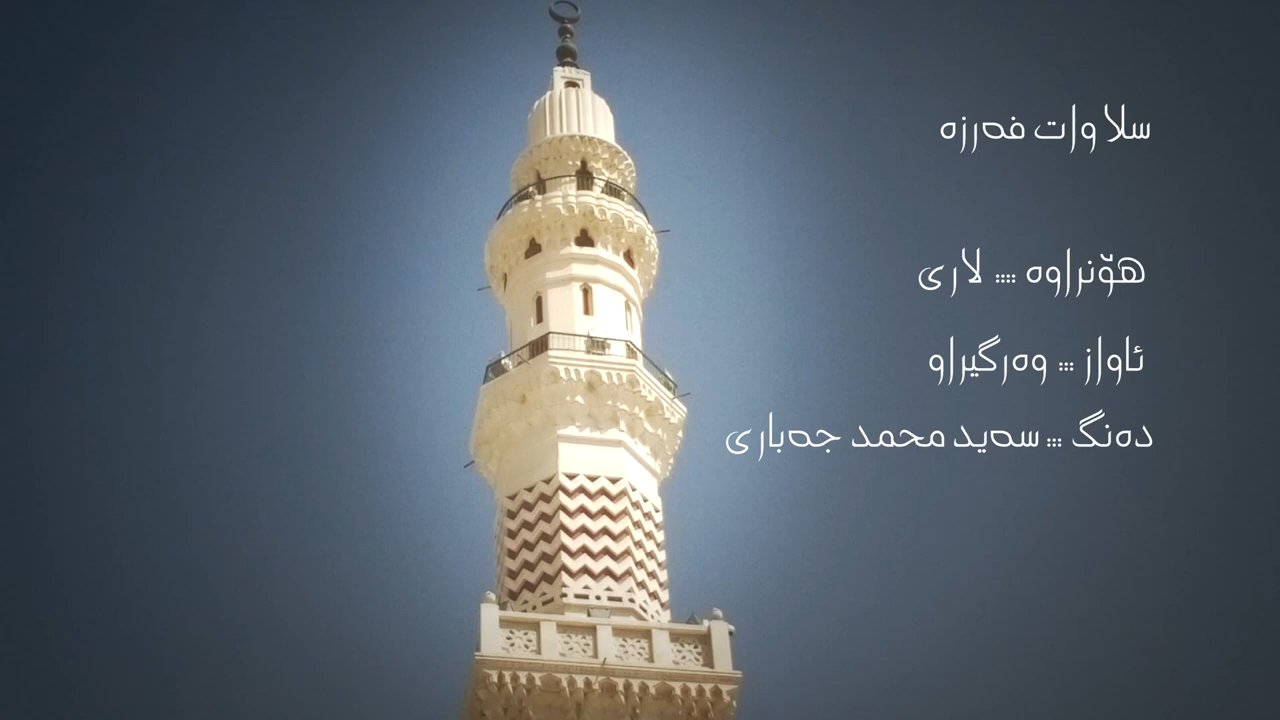 سلاوات فەرزە
هۆنراوە :::: لاری
ئاواز ::: وەرگیراو
دەنگ ::: سەید محمد جەباری